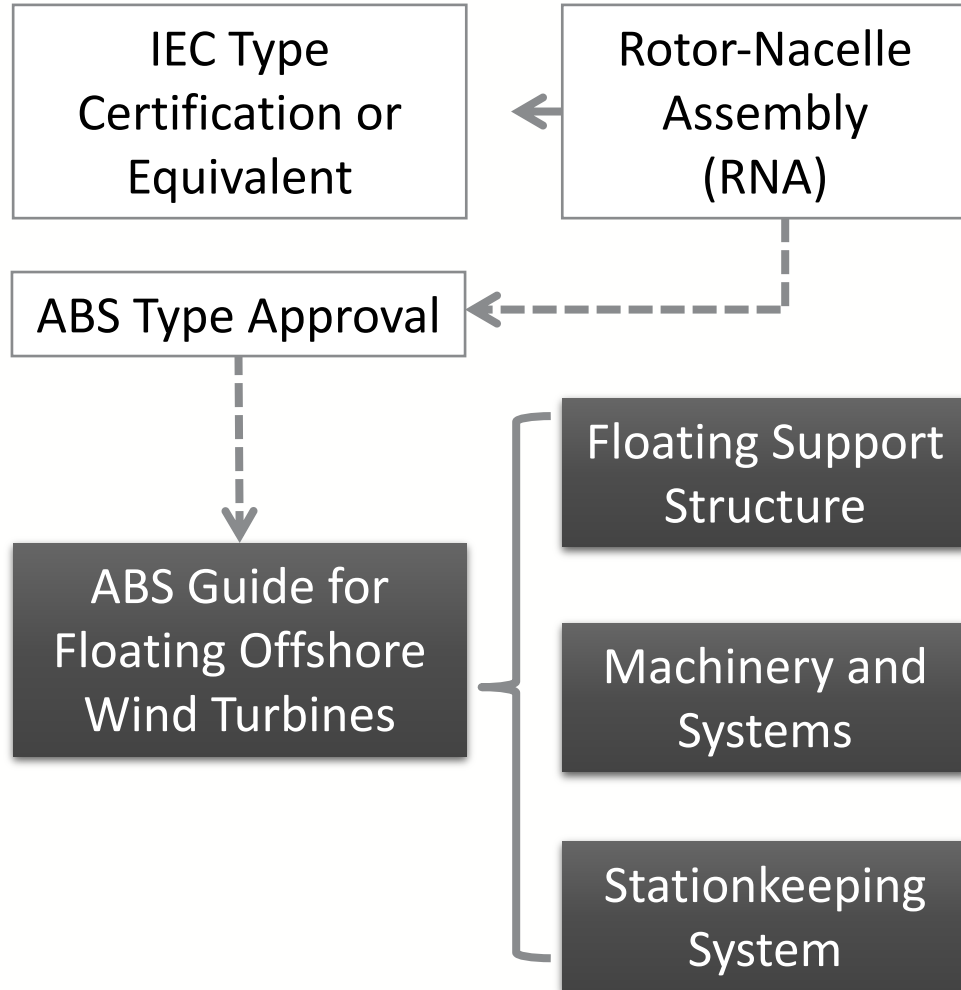 IEC Type
Certification or
Equivalent
Rotor-Nacelle
Assembly
(RNA)
ABS Type Approval
ABS Guide for
Floating Offshore
Wind Turbines
Floating Support
Structure
Machinery and
Systems
Stationkeeping
System